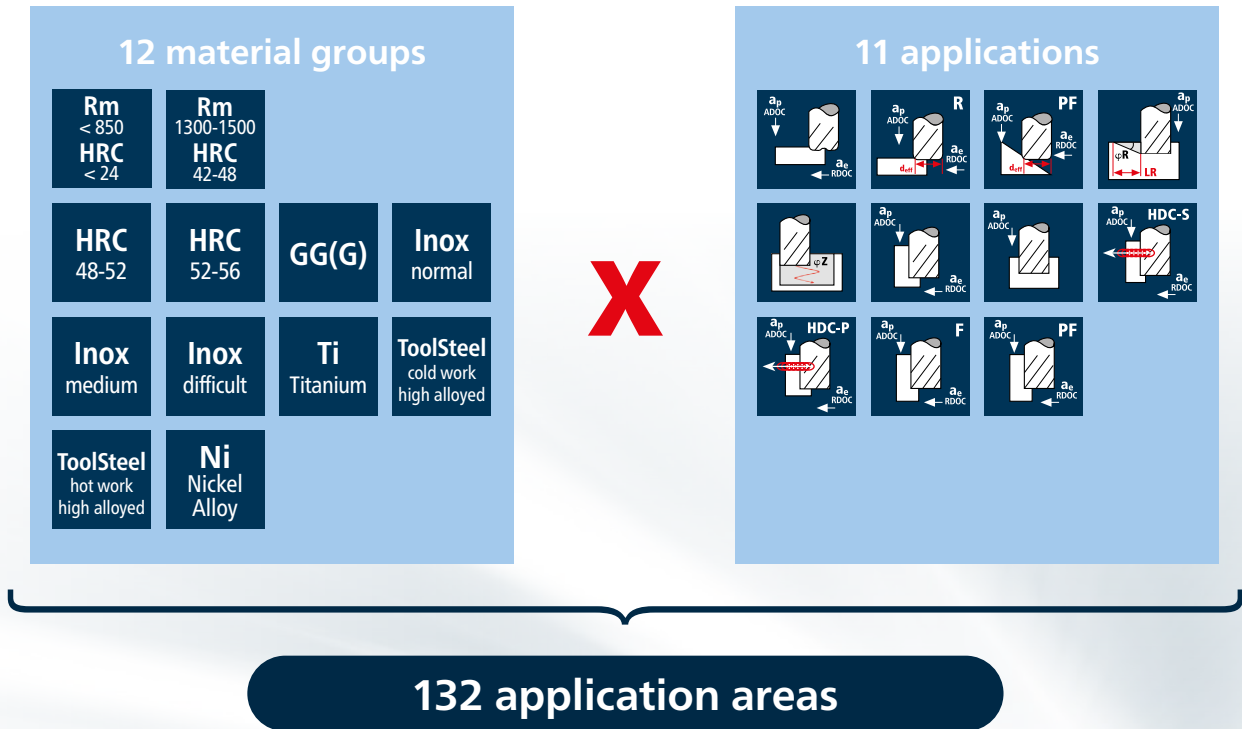 12 material groups
Rm
< 850
HRC
< 24
Rm
1300-1500
HRC
42-48
HRC
48-52
HRC
52-56
GG(G)
Inox
normal
Inox
medium
Inox
difficult
Ti
Titanium
ToolSteel
cold work
high alloyed
ToolSteel
hot work
high alloyed
Ni
Nickel
Alloy
X
11 applications
ap
ADOC
ae
RDOC
R
ap
ADOC
ae
RDOC
deff
PF
ap
ADOC
ae
RDOC
deff
ap
ADOC
φR
LR
φZ
ap
ADOC
ae
RDOC
ap
ADOC
HDC-S
ap
ADOC
ae
RDOC
HDC-P
ap
ADOC
ae
RDOC
F
ap
ADOC
ae
RDOC
PF
ap
ADOC
ae
RDOC
132 application areas